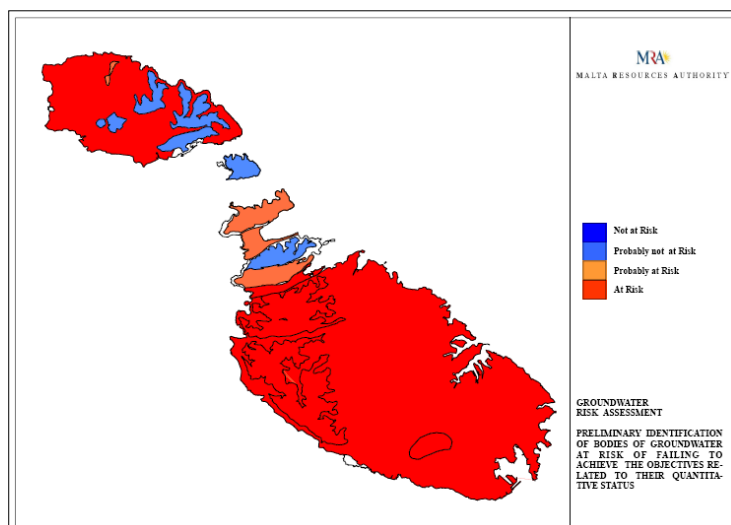 MRA
MALTA RESOURCES AUTHORITY
Not at Risk
Probably not at Risk
Probably at Risk
At Risk
GROUNDWATER
RISK ASSESSMENT
PRELIMINARY IDENTIFICATION
OF BODIES OF GROUNDWATER
AT RISK OF FAILING TO
ACHIEVE THE OBJECTIVES RE-
LATED TO THEIR QUANTITA-
TIVE STATUS